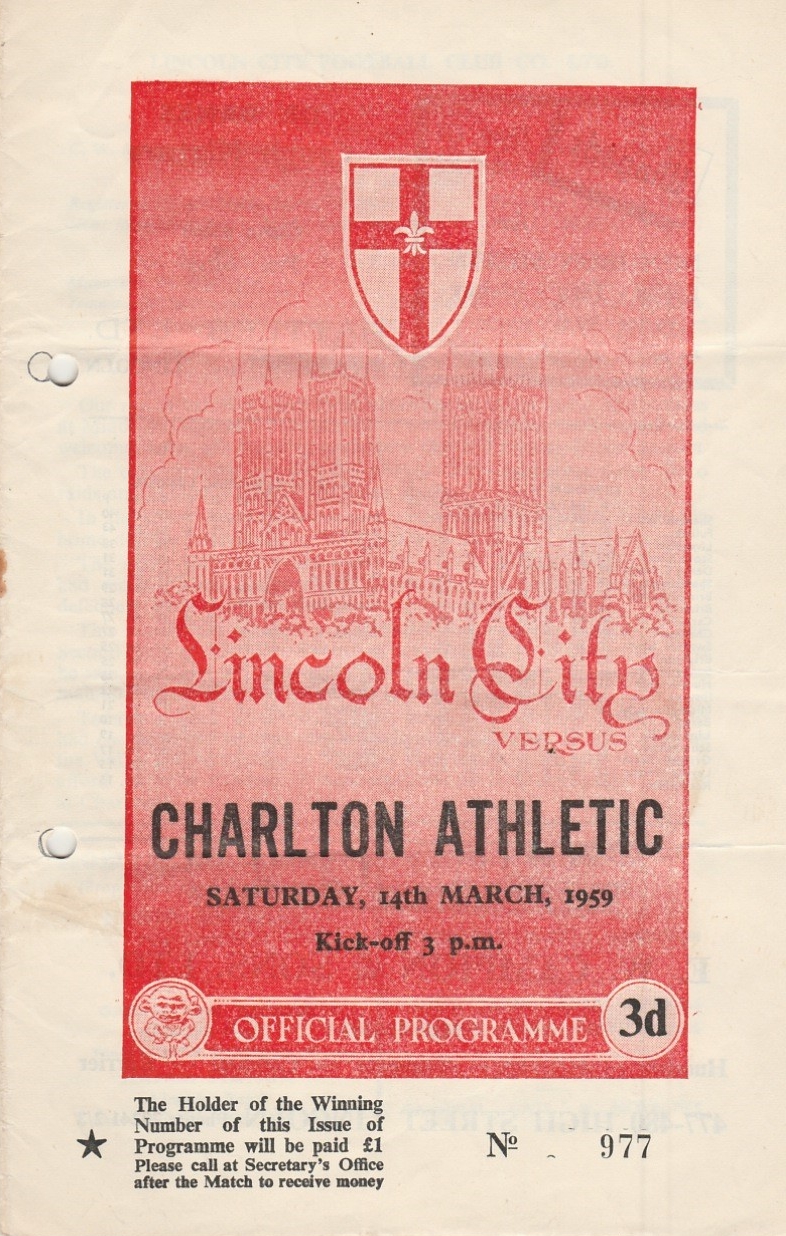 Lincoln City
VERSUS
CHARLTON ATHLETIC
SATURDAY, 14th MARCH, 1959
Kick-off 3 p.m.
OFFICIAL PROGRAMME 3d
The Holder of the Winning
Number of this Issue of
★ Programme will be paid £1
Please call at Secretary's Office
after the Match to receive money
Nº 977